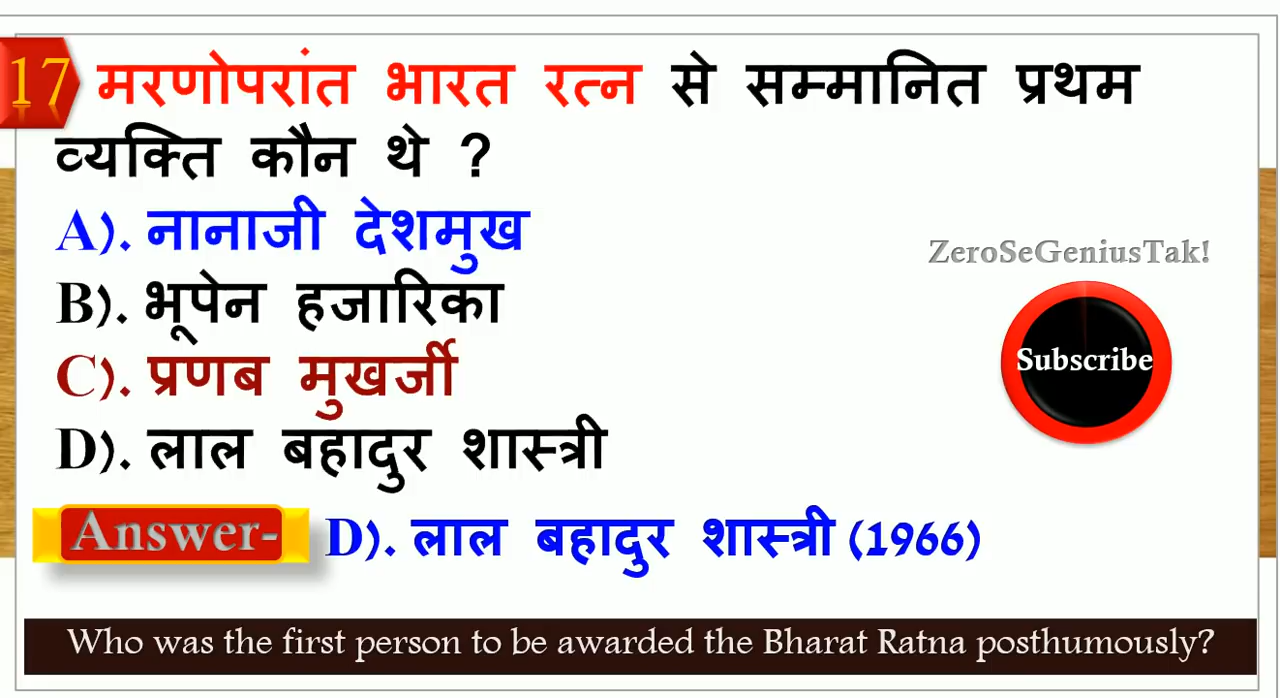 17 मरणोपरांत भारत रत्न से सम्मानित प्रथम
व्यक्ति कौन थे ?
A). नानाजी देशमुख
B). भूपेन हजारिका
C). प्रणब मुखर्जी
D). लाल बहादुर शास्त्री
ZeroSeGeniusTak!
Subscribe
Answer- D). लाल बहादुर शास्त्री (1966)
Who was the first person to be awarded the Bharat Ratna posthumously?